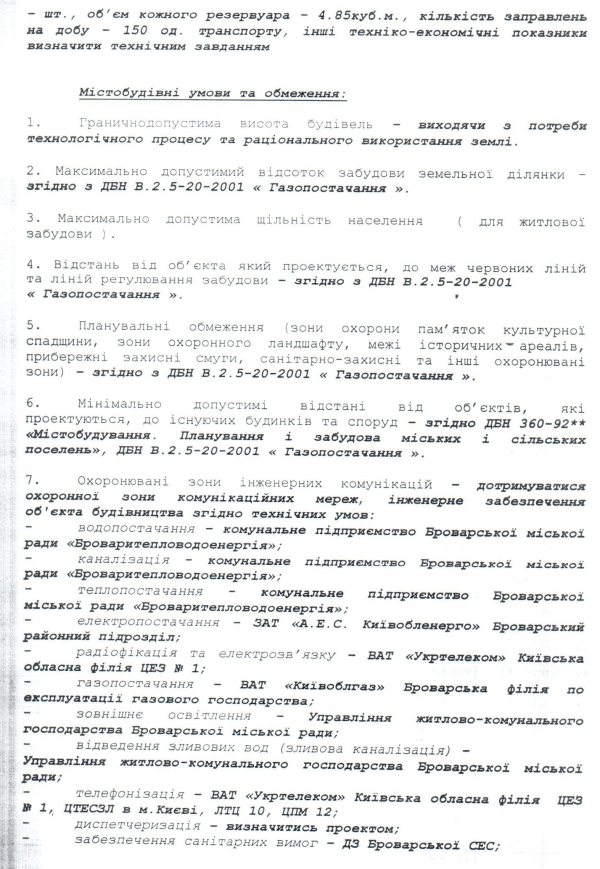 – шт., об’єм кожного резервуара – 4.85куб.м., кількість заправлень
на добу – 150 од. транспорту, інші техніко-економічні показники
визначити технічним завданням
Містобудівні умови та обмеження:
1. Граничнодопустима висота будівель – виходячи з потреби
технологічного процесу та раціонального використання землі.
2. Максимально допустимий відсоток забудови земельної ділянки –
згідно з ДБН В.2.5-20-2001 « Газопостачання ».
3. Максимально допустима щільність населення ( для житлової
забудови ).
4. Відстань від об’єкта який проектується, до меж червоних ліній
та ліній регулювання забудови – згідно з ДБН В.2.5-20-2001
« Газопостачання ».
5. Планувальні обмеження (зони охорони пам’яток культурної
спадщини, зони охоронного ландшафту, межі історичних ареалів,
прибережні захисні смуги, санітарно-захисні та інші охоронювані
зони) – згідно з ДБН В.2.5-20-2001 « Газопостачання ».
6. Мінімально допустимі відстані від об’єктів, які
проектуються, до існуючих будинків та споруд – згідно ДБН 360-92**
«Містобудування. Планування і забудова міських і сільських
поселень», ДБН В.2.5-20-2001 « Газопостачання ».
7. Охоронювані зони інженерних комунікацій – дотримуватися
охоронної зони комунікаційних мереж, інженерне забезпечення
об'єкта будівництва згідно технічних умов:
– водопостачання – комунальне підприємство Броварської міської
ради «Броваритепловодоенергія»;
– каналізація – комунальне підприємство Броварської міської
ради «Броваритепловодоенергія»;
– теплопостачання – комунальне підприємство Броварської
міської ради «Броваритепловодоенергія»;
– електропостачання – ЗАТ «А.Е.С. Київобленерго» Броварський
районний підрозділ;
– радіофікація та електрозв’язку – ВАТ «Укртелеком» Київська
обласна філія ЦЕЗ № 1;
– газопостачання – ВАТ «Київоблгаз» Броварська філія по
експлуатації газового господарства;
– зовнішнє освітлення – Управління житлово-комунального
господарства Броварської міської ради;
– відведення зливових вод (зливова каналізація) –
Управління житлово-комунального господарства Броварської міської
ради;
– телефонізація – ВАТ «Укртелеком» Київська обласна філія ЦЕЗ
№ 1, ЦТЕСЗЛ в м.Києві, ЛТЦ 10, ЦПМ 12;
– диспетчеризація – визначитись проектом;
– забезпечення санітарних вимог – ДЗ Броварської СЕС;